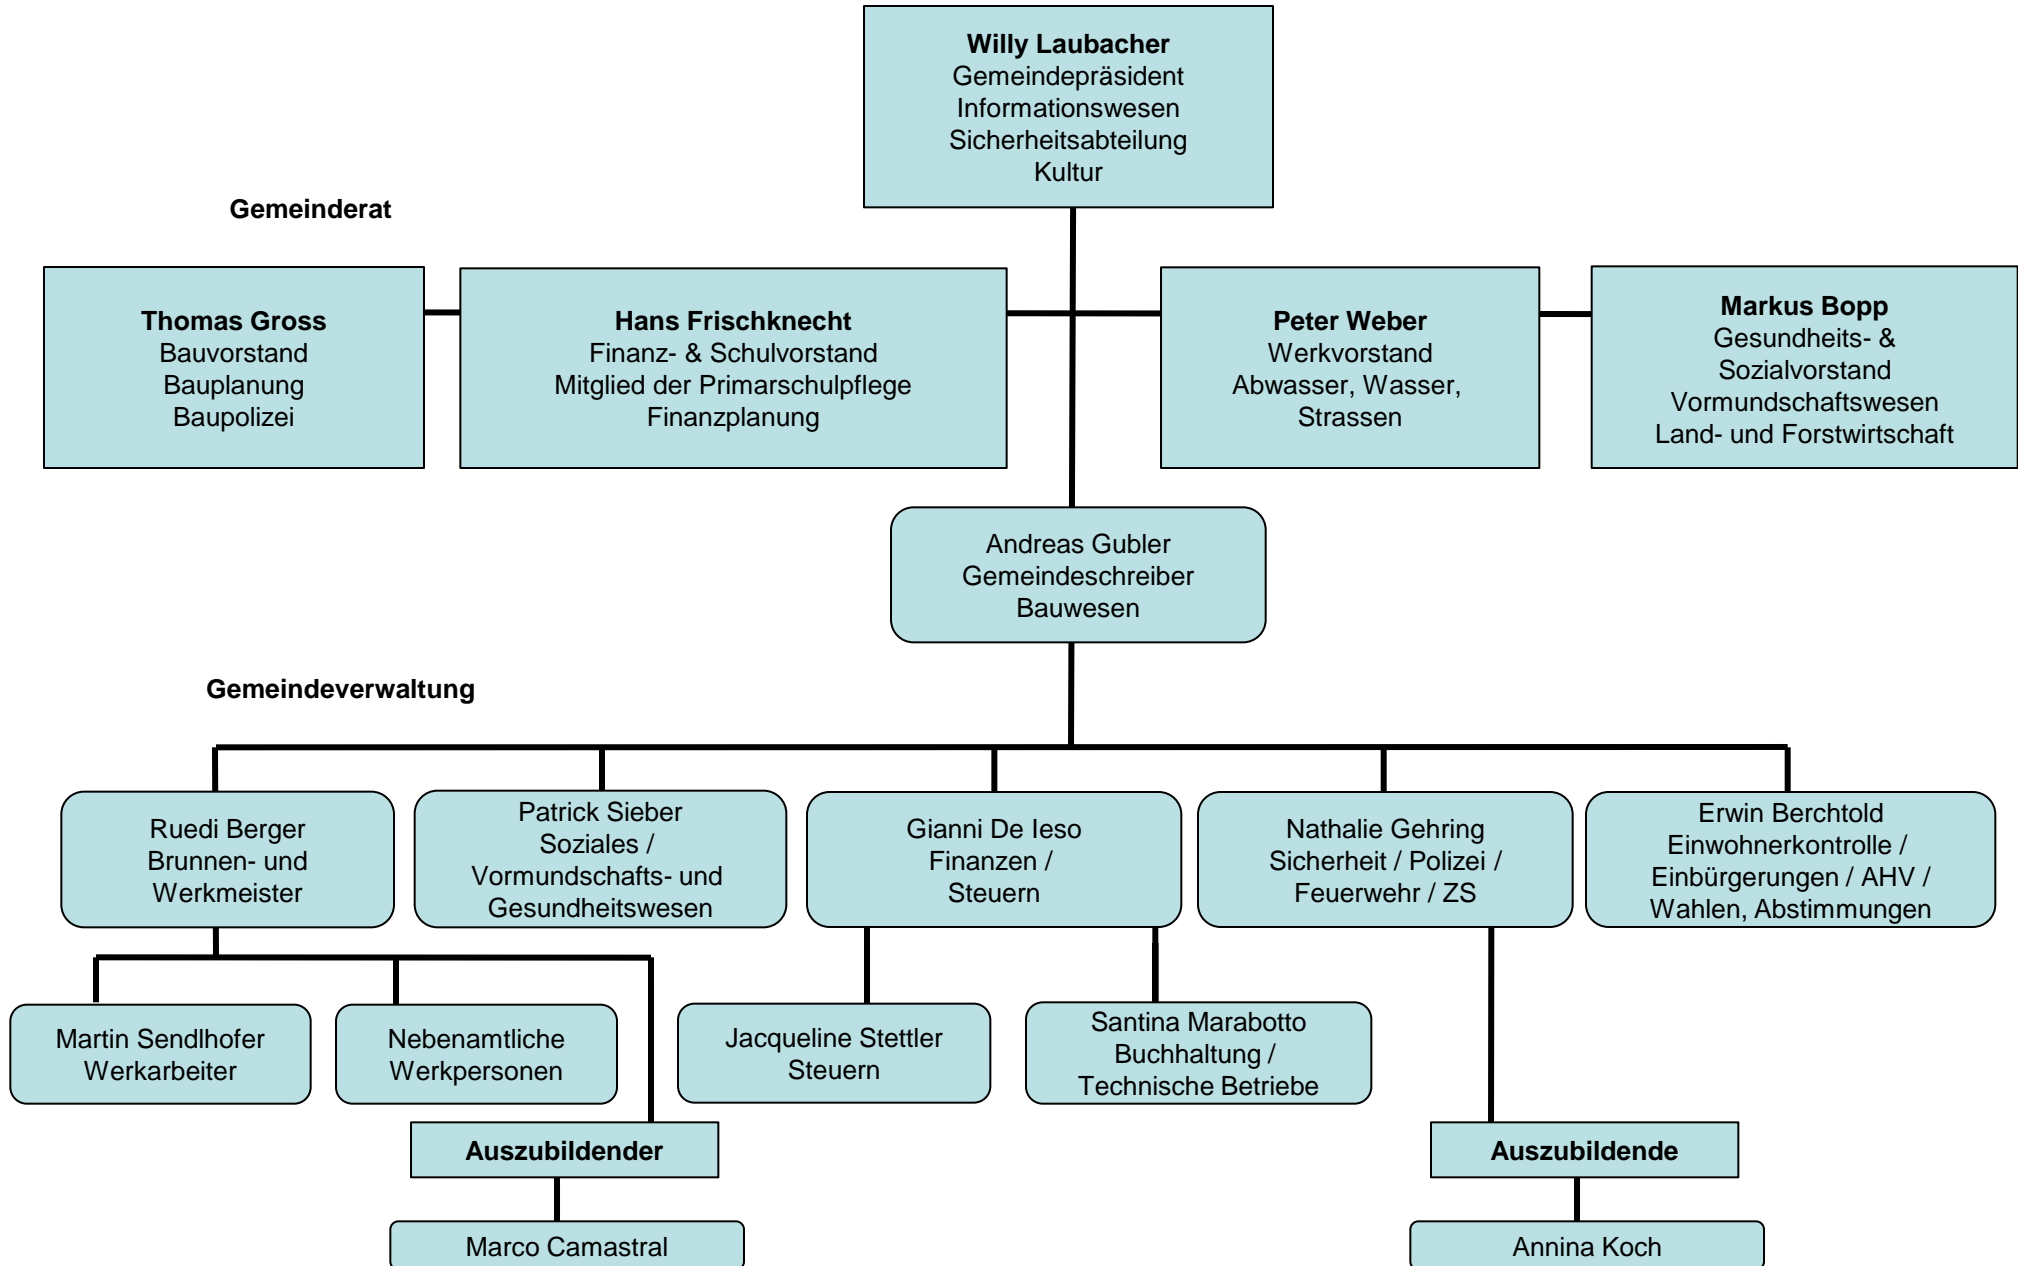 Willy Laubacher
Gemeindepräsident
Informationswesen
Sicherheitsabteilung
Kultur
Gemeinderat
Thomas Gross
Bauvorstand
Bauplanung
Baupolizei
Hans Frischknecht
Finanz- & Schulvorstand
Mitglied der Primarschulpflege
Finanzplanung
Peter Weber
Werkvorstand
Abwasser, Wasser,
Strassen
Markus Bopp
Gesundheits- &
Sozialvorstand
Vormundschaftswesen
Land- und Forstwirtschaft
Andreas Gubler
Gemeindeschreiber
Bauwesen
Gemeindeverwaltung
Ruedi Berger
Brunnen- und
Werkmeister
Patrick Sieber
Soziales /
Vormundschafts- und
Gesundheitswesen
Gianni De Ieso
Finanzen /
Steuern
Nathalie Gehring
Sicherheit / Polizei /
Feuerwehr / ZS
Erwin Berchtold
Einwohnerkontrolle /
Einbürgerungen / AHV /
Wahlen, Abstimmungen
Martin Sendlhofer
Werkarbeiter
Nebenamtliche
Werkpersonen
Jacqueline Stettler
Steuern
Santina Marabotto
Buchhaltung /
Technische Betriebe
Auszubildender
Marco Camastral
Auszubildende
Annina Koch